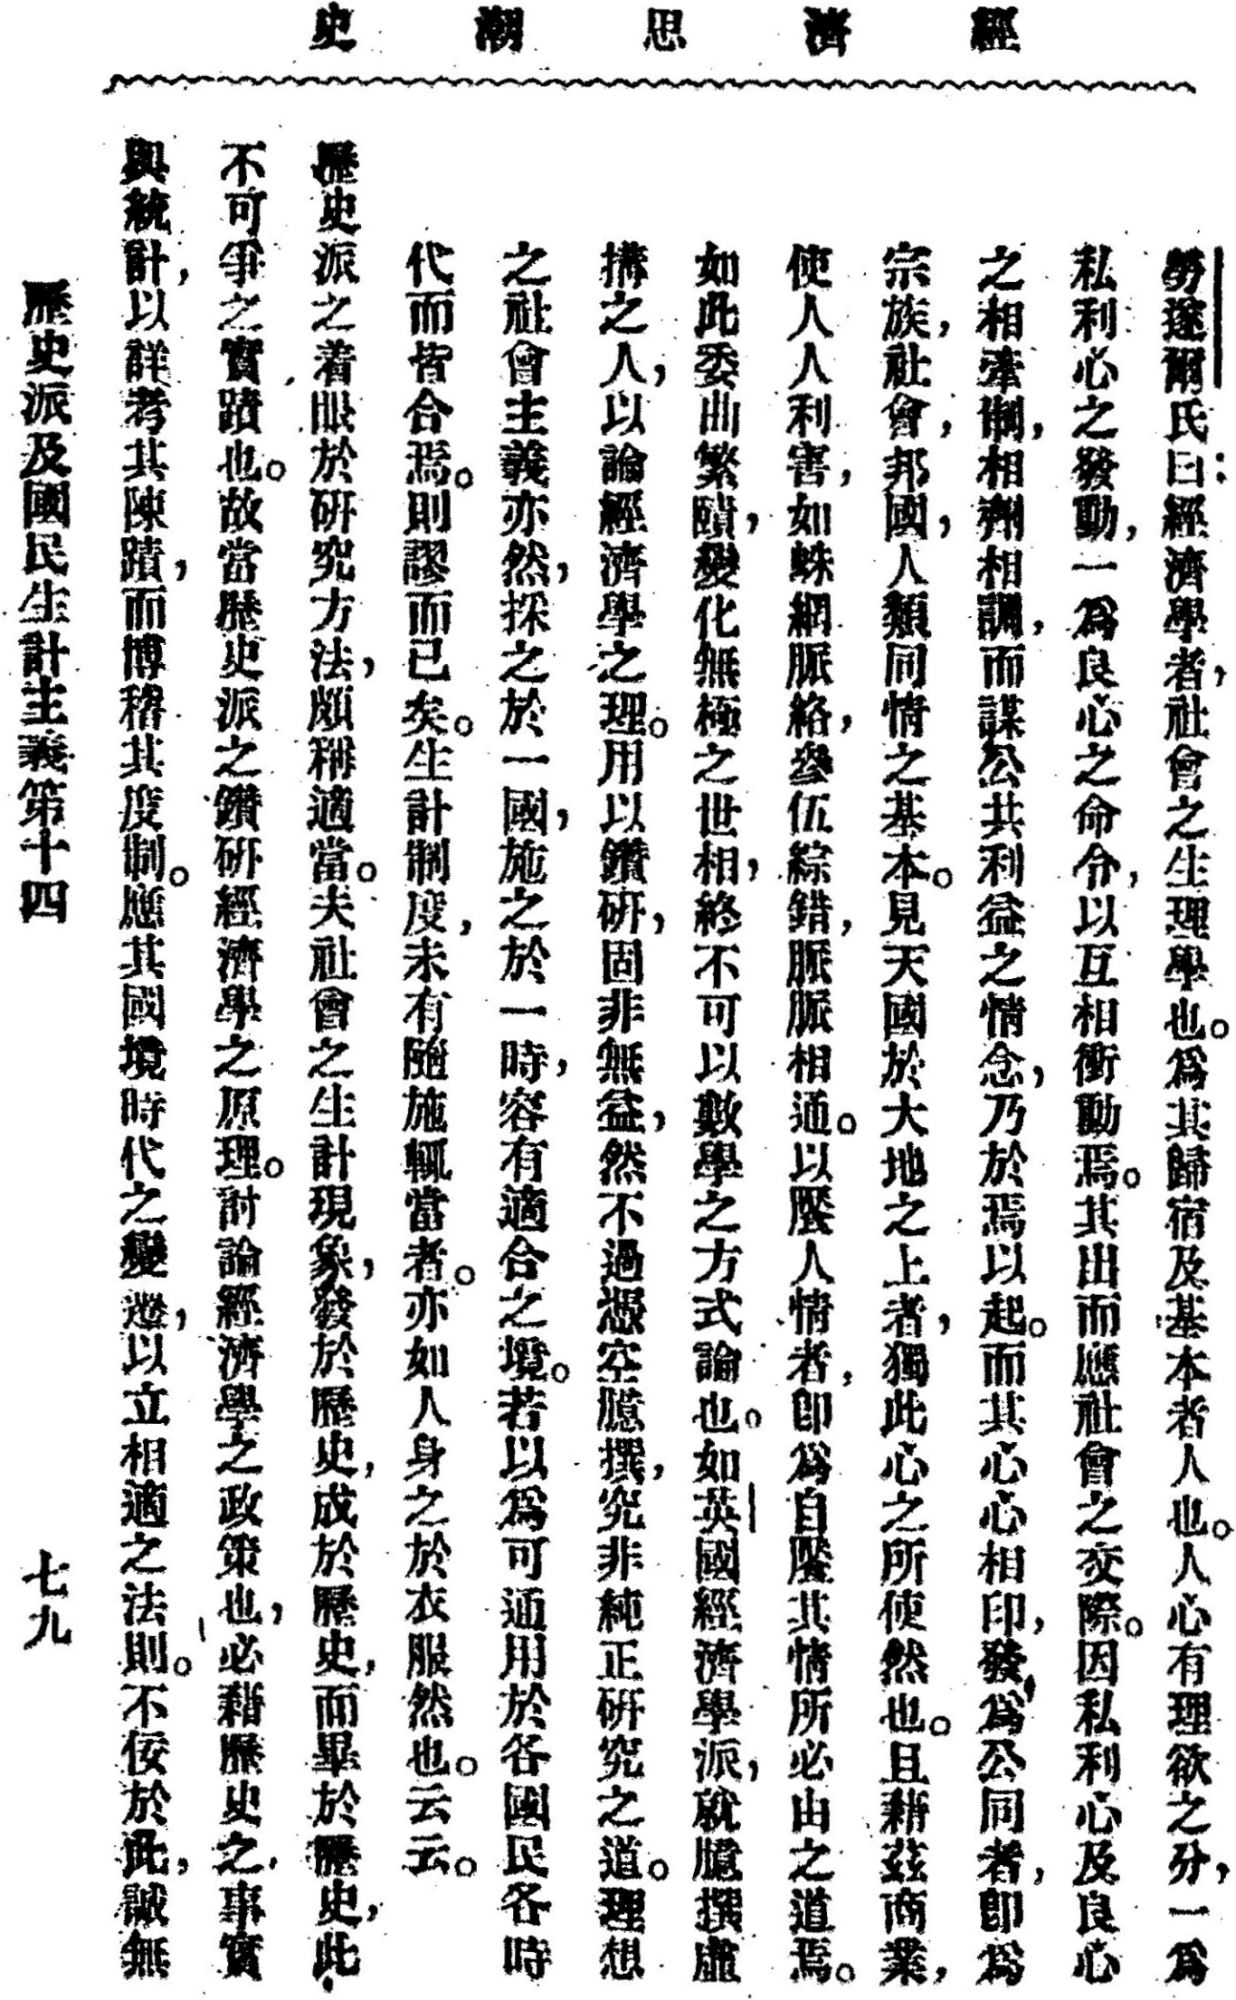 經濟思潮史
勞遂爾氏曰：經濟學者，社會之生理學也。爲其歸宿及基本者人也。人心有理欲之分，一爲
私利心之發動，一爲良心之命令，以互相衝動焉。其出而應社會之交際。因私利心及良心
之相牽制，相劑相調，而謀公共利益之情念，乃於焉以起。而其心心相印，發爲公同者，卽爲
宗族，社會，邦國，人類同情之基本。見天國於大地之上者，獨此心之所使然也。且藉茲商業，
使人人利害，如蛛網脈絡，參伍綜錯，脈脈相通。以饜人情者，卽爲自饜其情所必由之道焉。
如此委曲繁賾，變化無極之世相，終不可以數學之方式論也。如英國經濟學派，就臆撰虛
搆之人，以論經濟學之理。用以鑽研，固非無益，然不過憑空臆撰，究非純正研究之道。理想
之社會主義亦然，採之於一國，施之於一時，容有適合之境。若以爲可通用於各國民各時
代而皆合焉。則謬而已矣。生計制度，未有隨施輒當者。亦如人身之於衣服然也。云云。
歷史派之着眼於研究方法，頗稱適當。夫社會之生計現象，發於歷史，成於歷史，而畢於歷史，此
不可爭之實蹟也。故當歷史派之鑽研經濟學之原理。討論經濟學之政策也，必藉歷史之事實
與統計，以詳考其陳蹟，而博稽其度制。應其國境時代之變遷，以立相適之法則。不佞於此，誠無
歷史派及國民生計主義第十四
七九